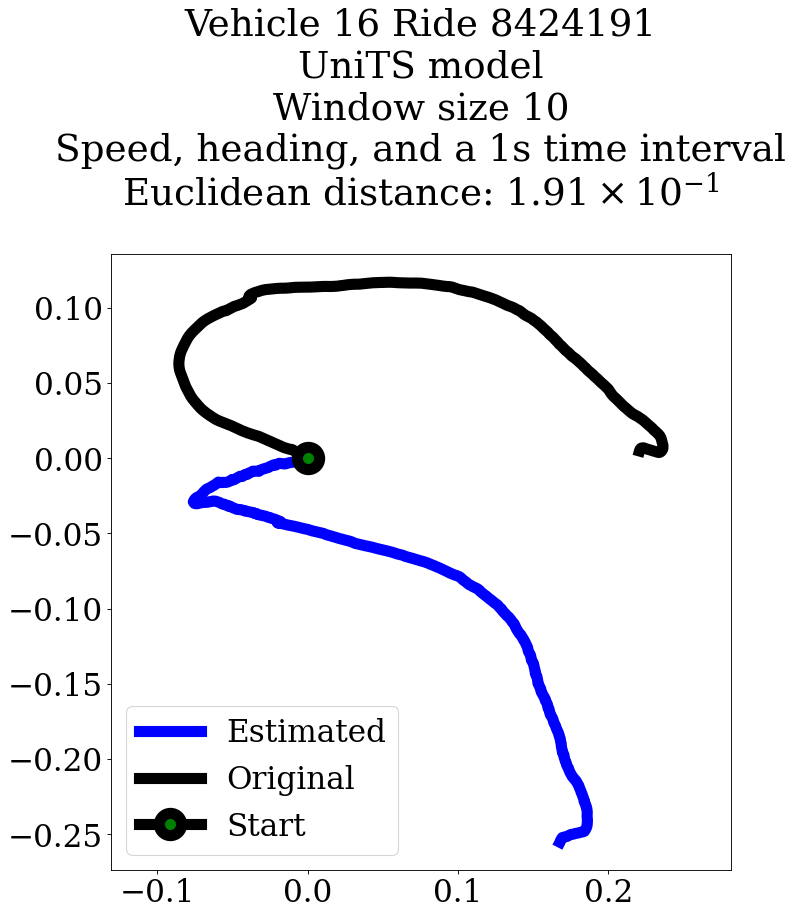 Vehicle 16 Ride 8424191
UniTS model
Window size 10
Speed, heading, and a 1s time interval
Euclidean distance: 1.91 × 10⁻¹
0.10
0.05
0.00
−0.05
−0.10
−0.15
−0.20
−0.25
Estimated
Original
Start
−0.1
0.0
0.1
0.2